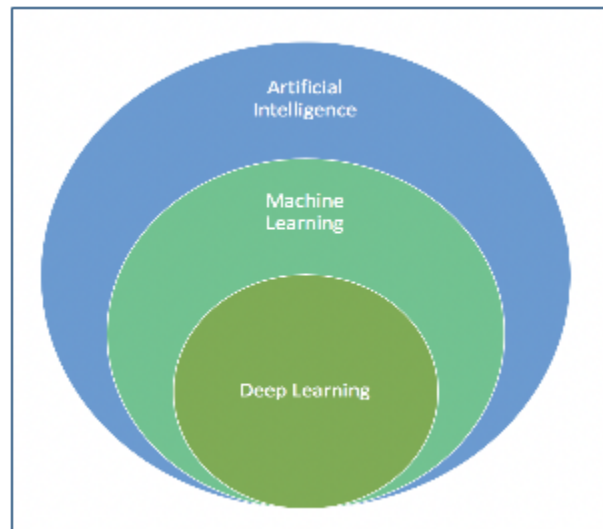 Artificial
Intelligence
Machine
Learning
Deep Learning